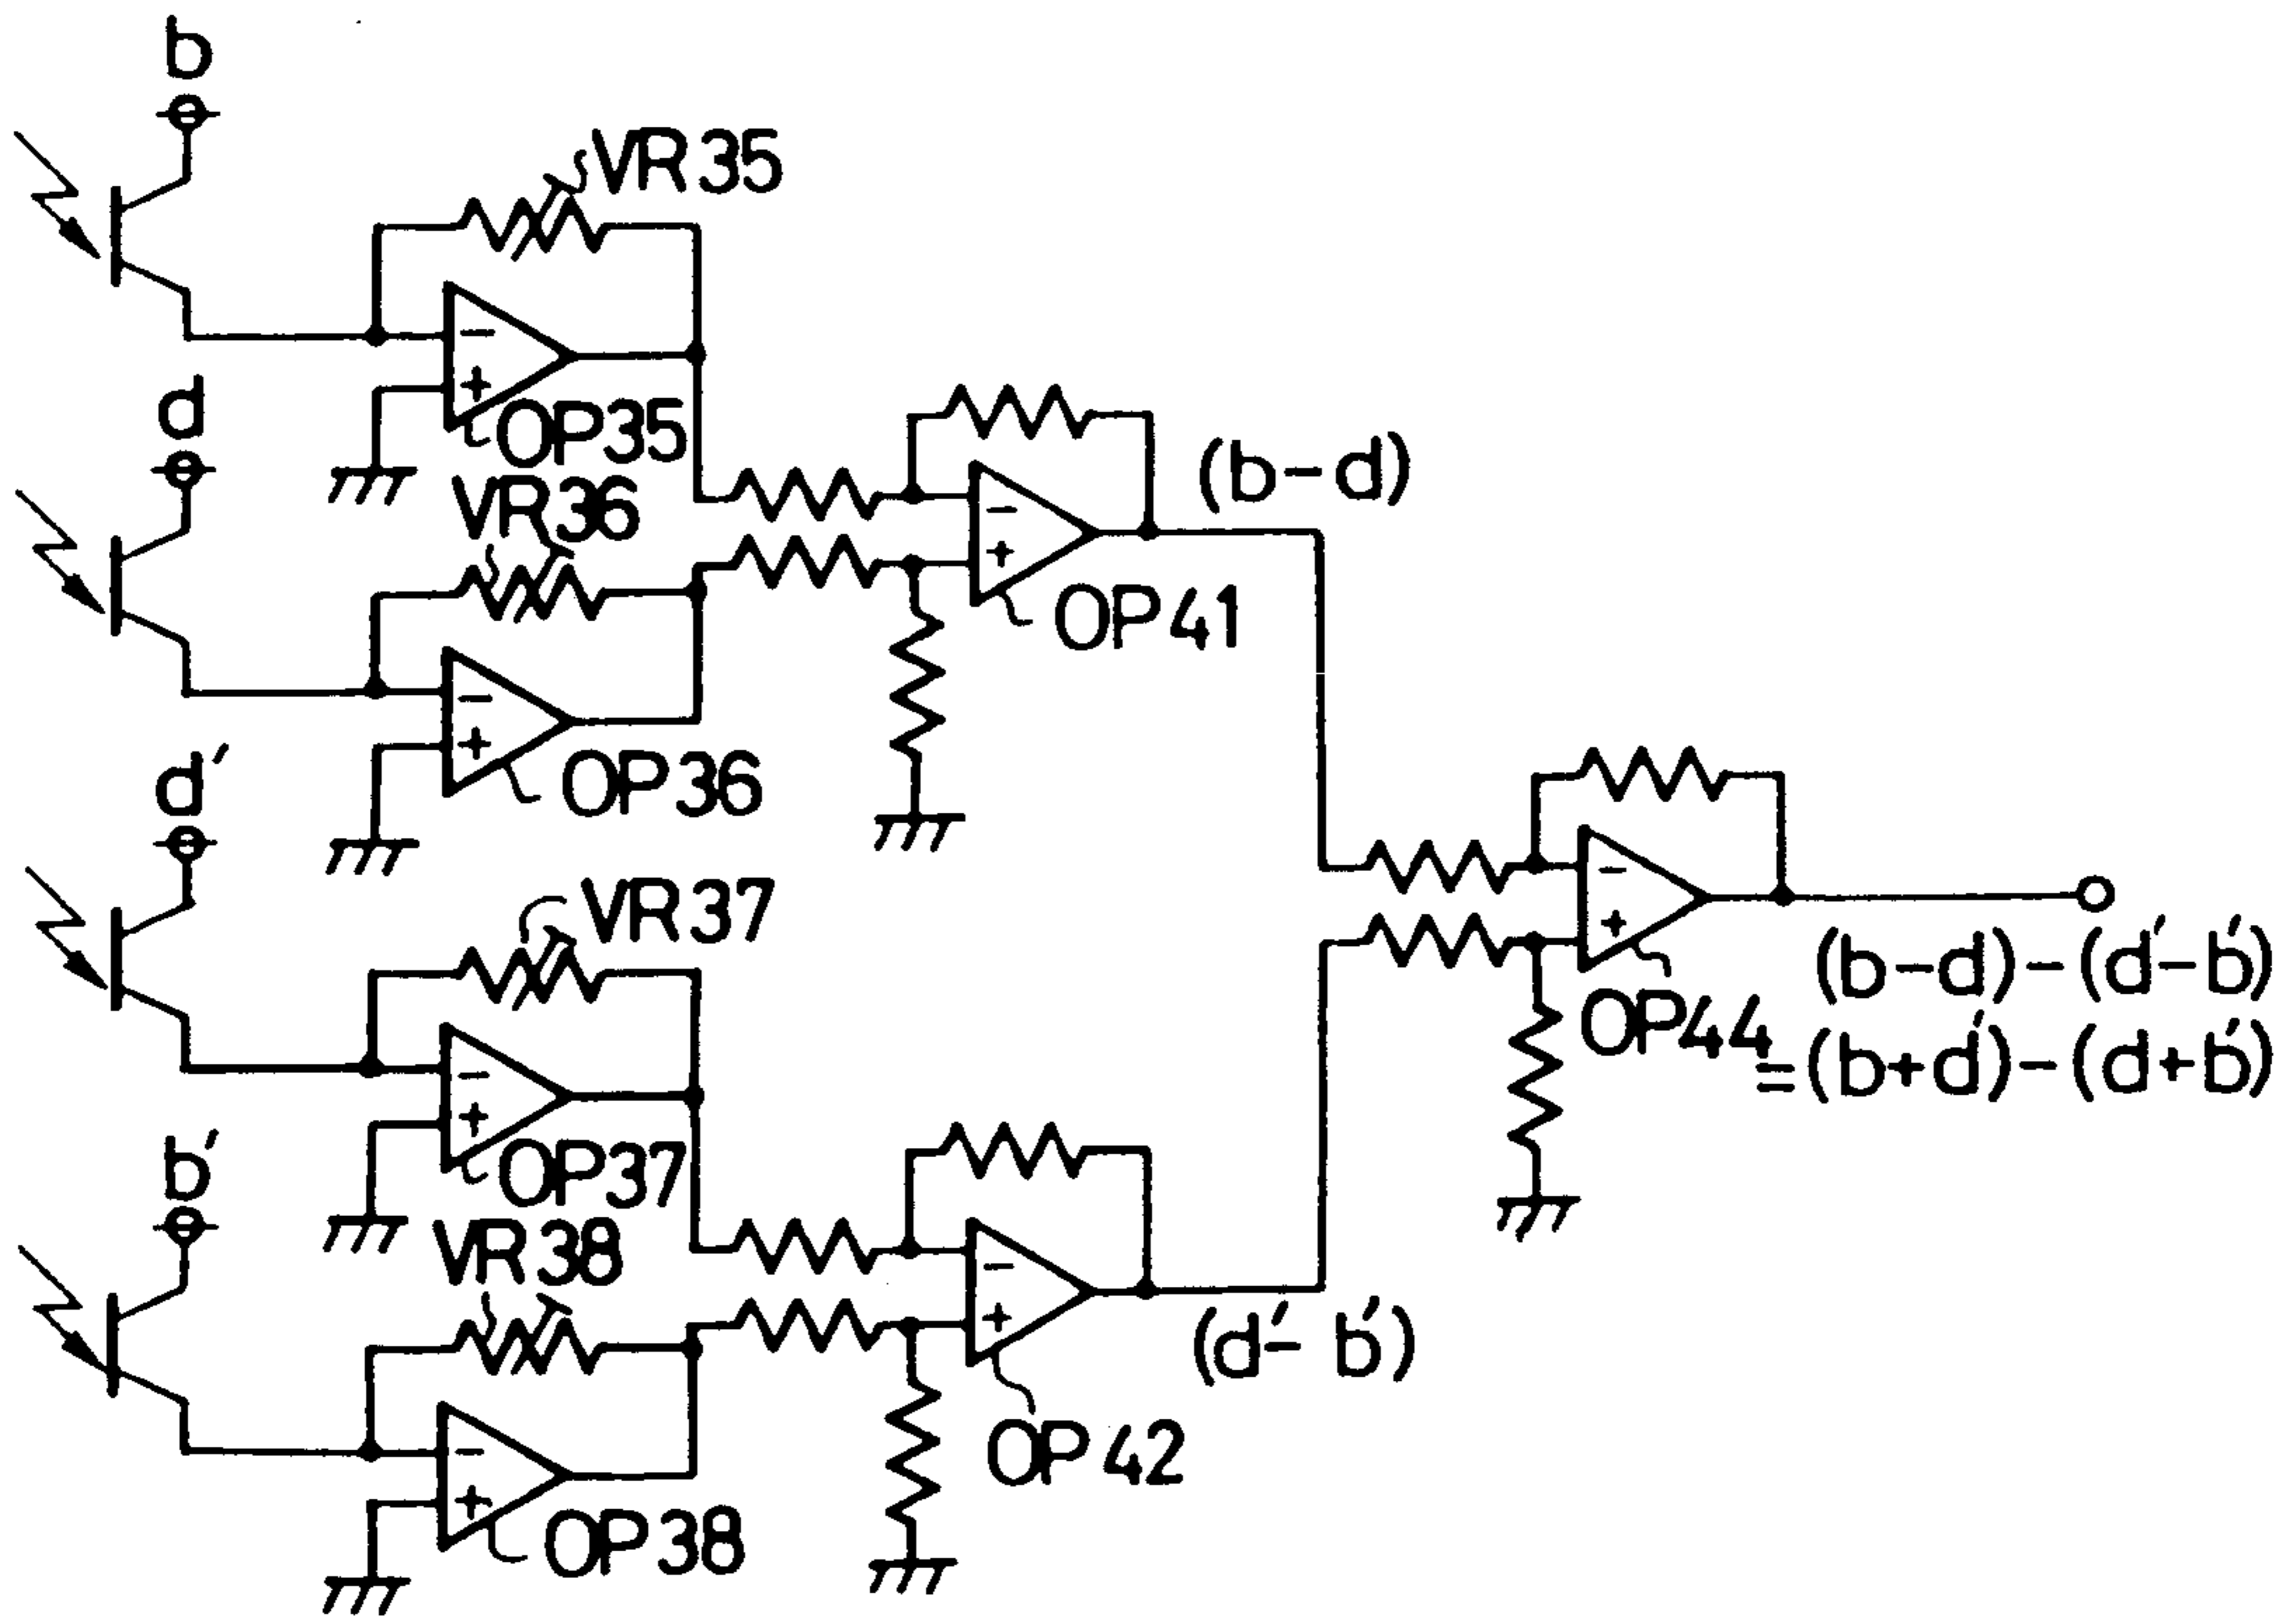 b
VR35
OP35
d
VR36
OP36
(b-d)
OP41
d′
VR37
OP37
b′
VR38
OP38
(d′- b′)
OP42
OP44
(b-d)-(d′-b′)
=(b+d′)-(d+b′)